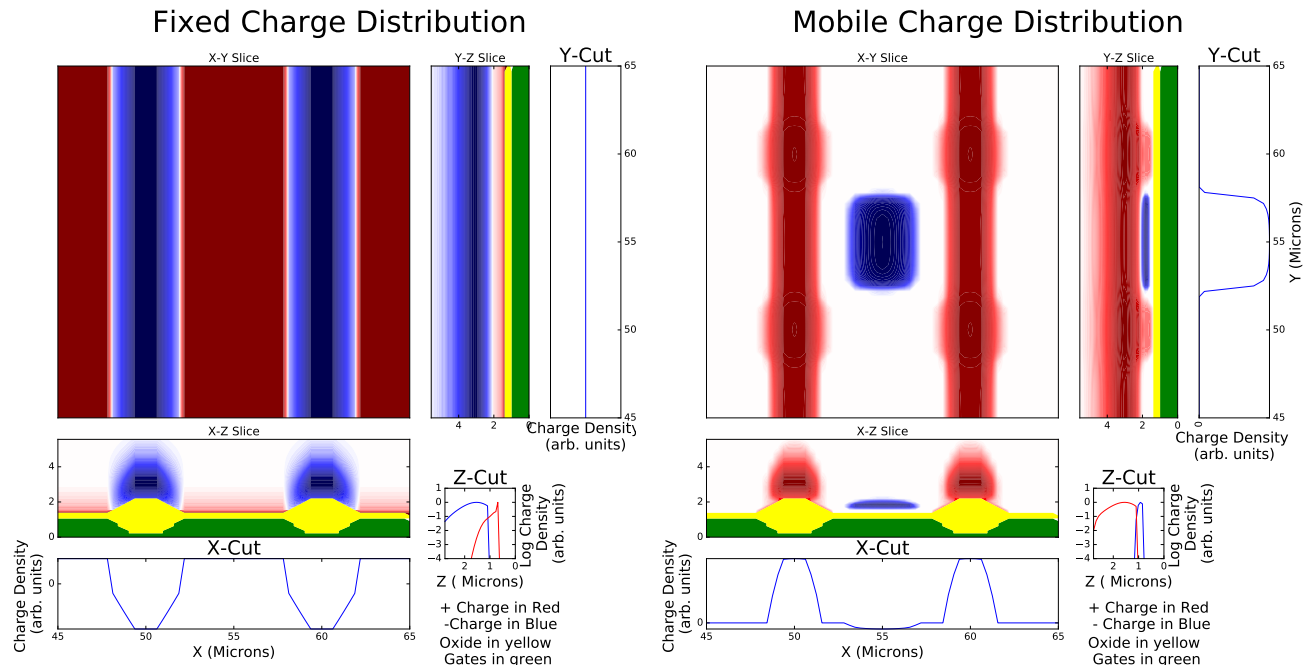 Fixed Charge Distribution
X-Y Slice
Y-Z Slice
Y-Cut
65
60
55
50
45
4 2 0
Charge Density
(arb. units)
X-Z Slice
4
2
0
Z-Cut
1
0
−1
−2
−3
−4
2 1 0
Log Charge
Density
(arb. units)
Z ( Microns)
X-Cut
Charge Density
(arb. units)
0
45 50 55 60 65
X (Microns)
+ Charge in Red
-Charge in Blue
Oxide in yellow
Gates in green
Mobile Charge Distribution
X-Y Slice
Y-Z Slice
Y-Cut
65
60
55
50
45
Y (Microns)
4 2 0
0
Charge Density
(arb. units)
X-Z Slice
4
2
0
Z-Cut
1
0
−1
−2
−3
−4
2 1 0
Log Charge
Density
(arb. units)
Z ( Microns)
X-Cut
Charge Density
(arb. units)
0
45 50 55 60 65
X (Microns)
+ Charge in Red
- Charge in Blue
Oxide in yellow
Gates in green